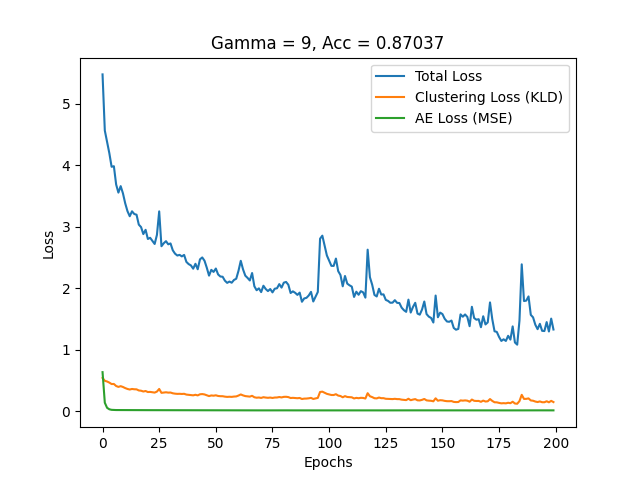 Gamma = 9, Acc = 0.87037
Total Loss
Clustering Loss (KLD)
AE Loss (MSE)
5
4
3
2
1
0
Loss
0 25 50 75 100 125 150 175 200
Epochs